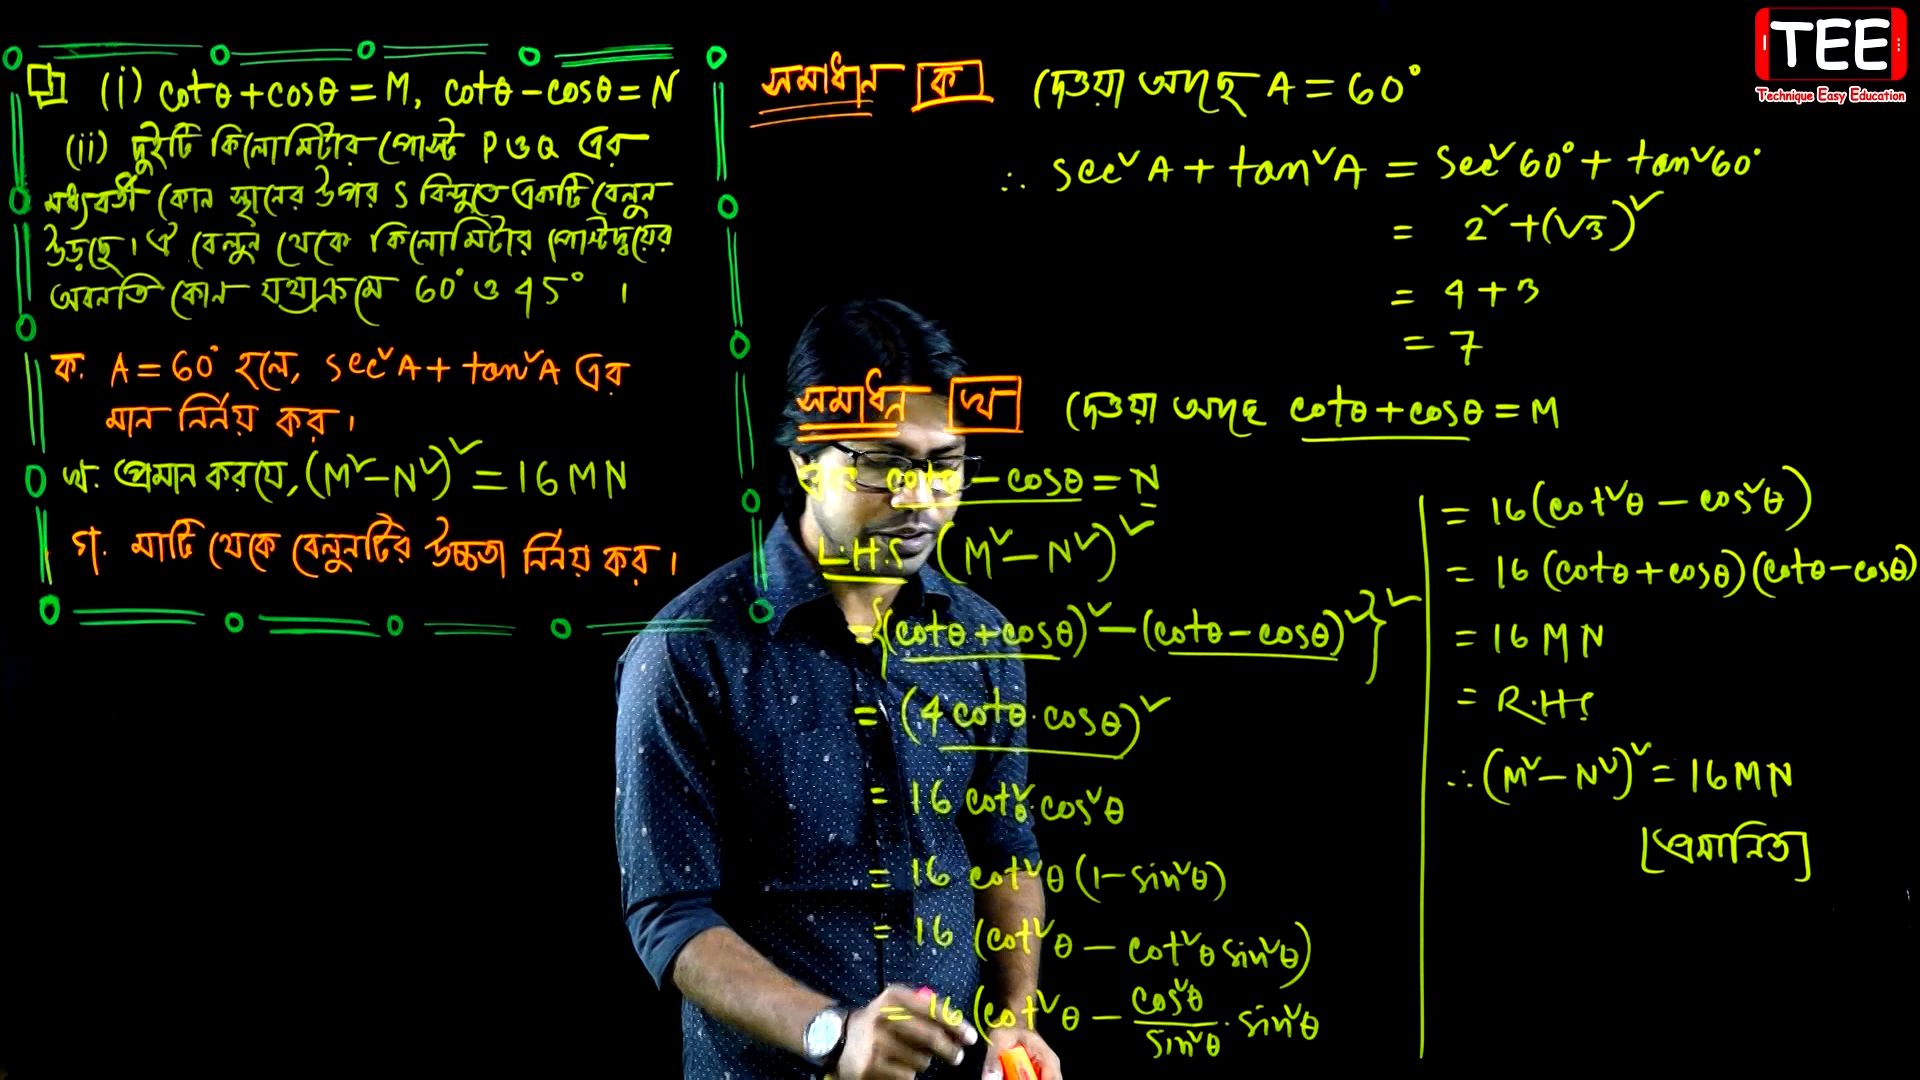 (i) cotθ + cosθ = M, cotθ - cosθ = N
(ii) দুইটি কিলোমিটার পোস্ট P ও Q এর
মধ্যবর্তী কোন স্থানের উপর S বিন্দুতে একটি বেলুন
উড়ছে। ঐ বেলুন থেকে কিলোমিটার পোস্টদ্বয়ের
অবনতি কোন যথাক্রমে 60° ও 45° ।
ক. A = 60° হলে, sec²A + tan²A এর
মান নির্নয় কর।
খ. প্রমান কর যে, (M² - N²)² = 16MN
গ. মাটি থেকে বেলুনটির উচ্চতা নির্নয় কর।
সমাধান ক দেওয়া আছে A = 60°
∴ sec²A + tan²A = sec²60° + tan²60°
= 2² + (√3)²
= 4 + 3
= 7
সমাধান খ দেওয়া আছে cotθ + cosθ = M
এবং cotθ - cosθ = N
L.H.S (M² - N²)²
= {(cotθ + cosθ)² - (cotθ - cosθ)²}²
= (4cotθ.cosθ)²
= 16 cot²θ.cos²θ
= 16 cot²θ (1 - sin²θ)
= 16 (cot²θ - cot²θ sin²θ)
= 16 (cot²θ - cos²θ/sin²θ . sin²θ
= 16 (cot²θ - cos²θ)
= 16 (cotθ + cosθ)(cotθ - cosθ)
= 16 MN
= R.H.S
∴ (M² - N²)² = 16MN
[প্রমানিত]
TEE
Technique Easy Education